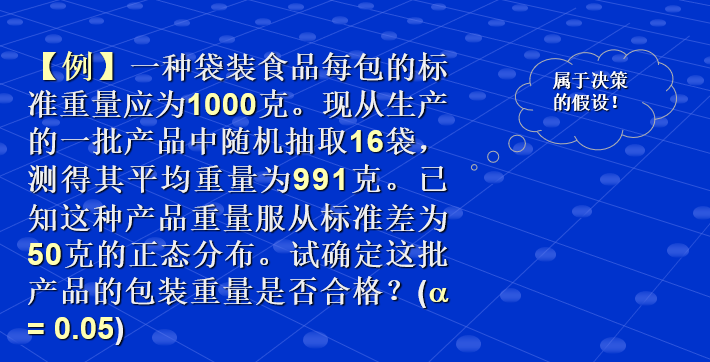 【例】一种袋装食品每包的标
准重量应为1000克。现从生产
的一批产品中随机抽取16袋，
测得其平均重量为991克。已
知这种产品重量服从标准差为
50克的正态分布。试确定这批
产品的包装重量是否合格？(α
= 0.05)
属于决策
的假设！